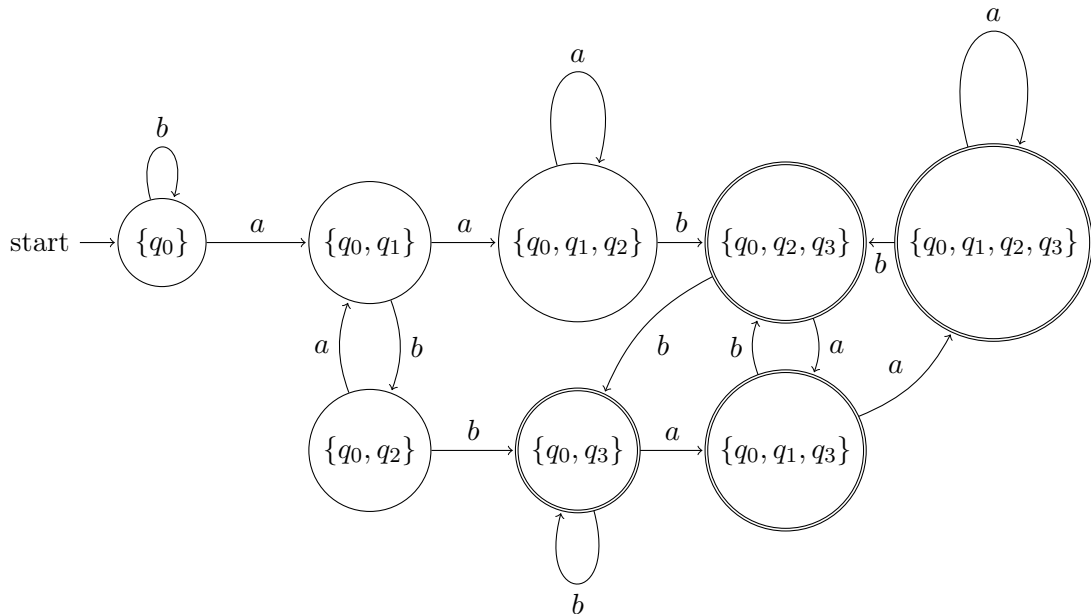 a
a
b
start
{q₀}
a
{q₀, q₁}
a
{q₀, q₁, q₂}
b
{q₀, q₂, q₃}
b
{q₀, q₁, q₂, q₃}
a
b
b
b
a
a
{q₀, q₂}
b
{q₀, q₃}
a
{q₀, q₁, q₃}
b